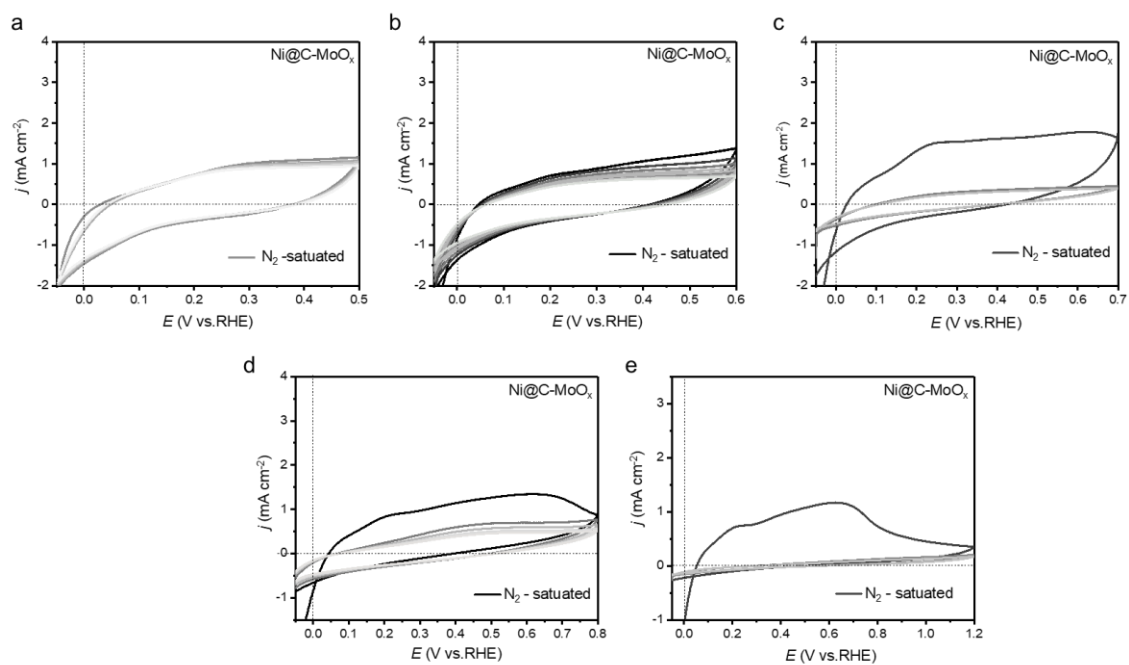 a
Ni@C-MoOₓ
j (mA cm⁻²)
4
3
2
1
0
-1
-2
N₂ -satuated
0.0 0.1 0.2 0.3 0.4 0.5
E (V vs.RHE)
b
Ni@C-MoOₓ
j (mA cm⁻²)
4
3
2
1
0
-1
-2
N₂ - satuated
0.0 0.1 0.2 0.3 0.4 0.5 0.6
E (V vs.RHE)
c
Ni@C-MoOₓ
j (mA cm⁻²)
4
3
2
1
0
-1
-2
N₂ - satuated
0.0 0.1 0.2 0.3 0.4 0.5 0.6 0.7
E (V vs.RHE)
d
Ni@C-MoOₓ
j (mA cm⁻²)
4
3
2
1
0
-1
N₂ - satuated
0.0 0.1 0.2 0.3 0.4 0.5 0.6 0.7 0.8
E (V vs.RHE)
e
Ni@C-MoOₓ
j (mA cm⁻²)
3
2
1
0
-1
N₂ - satuated
0.0 0.2 0.4 0.6 0.8 1.0 1.2
E (V vs.RHE)